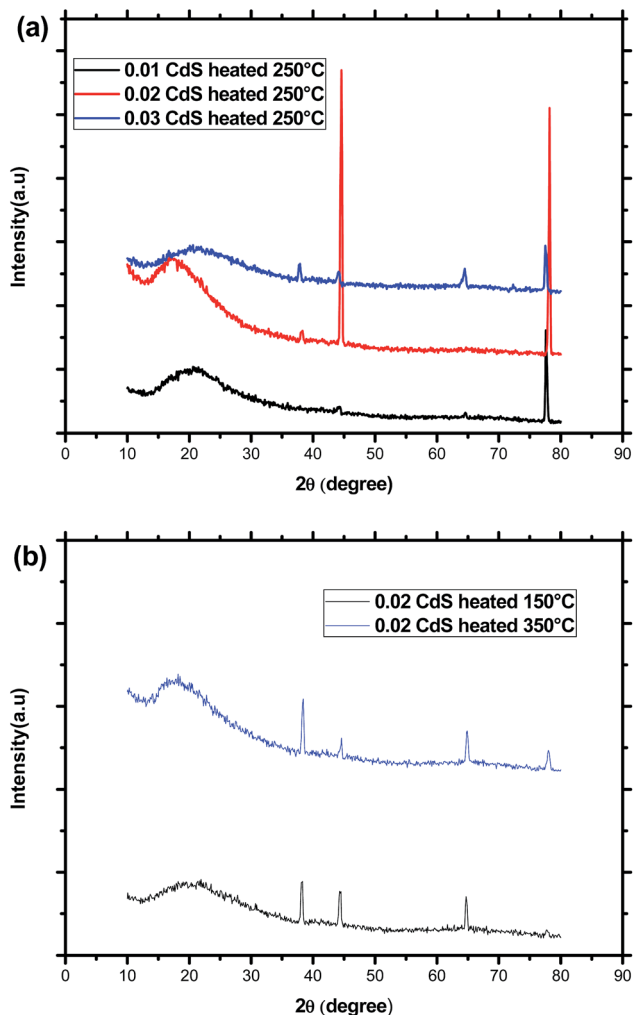 (a)
0.01 CdS heated 250°C
0.02 CdS heated 250°C
0.03 CdS heated 250°C
Intensity(a.u)
0 10 20 30 40 50 60 70 80 90
2θ (degree)
(b)
0.02 CdS heated 150°C
0.02 CdS heated 350°C
Intensity(a.u)
0 10 20 30 40 50 60 70 80 90
2θ (degree)